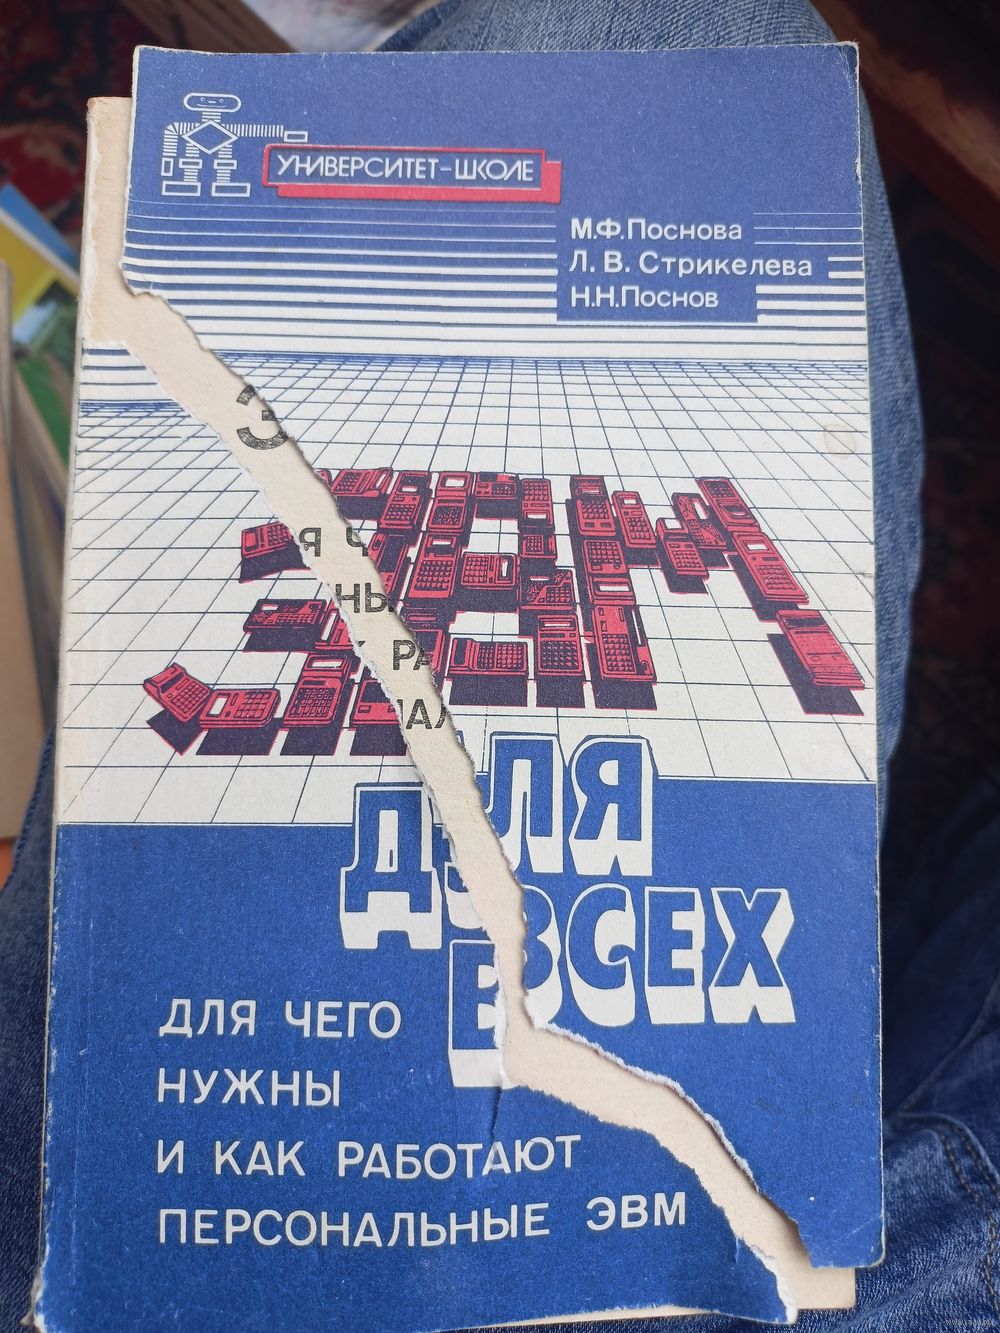 УНИВЕРСИТЕТ-ШКОЛЕ
М.Ф.Поснова
Л. В. Стрикелева
Н.Н.Поснов
ЭВМ
ДЛЯ
ВСЕХ
ДЛЯ ЧЕГО
НУЖНЫ
И КАК РАБОТАЮТ
ПЕРСОНАЛЬНЫЕ ЭВМ